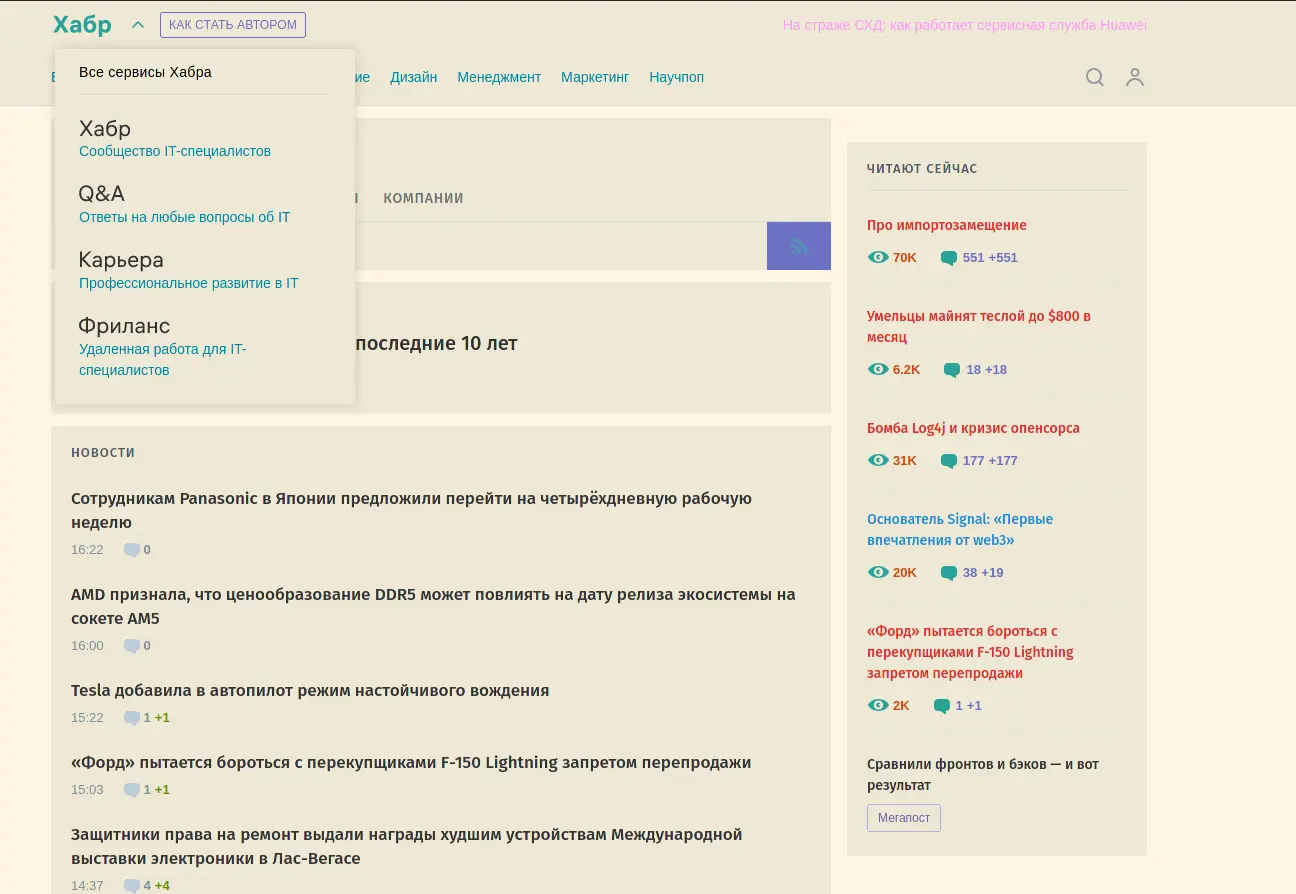 Хабр
КАК СТАТЬ АВТОРОМ
На страже СХД: как работает сервисная служба Huawei
Все сервисы Хабра
Хабр
Сообщество IT-специалистов
Q&A
Ответы на любые вопросы об IT
Карьера
Профессиональное развитие в IT
Фриланс
Удаленная работа для IT-
специалистов
Дизайн
Менеджмент
Маркетинг
Научпоп
КОМПАНИИ
последние 10 лет
НОВОСТИ
Сотрудникам Panasonic в Японии предложили перейти на четырёхдневную рабочую
неделю
16:22 0
AMD признала, что ценообразование DDR5 может повлиять на дату релиза экосистемы на
сокете AM5
16:00 0
Tesla добавила в автопилот режим настойчивого вождения
15:22 1 +1
«Форд» пытается бороться с перекупщиками F-150 Lightning запретом перепродажи
15:03 1 +1
Защитники права на ремонт выдали награды худшим устройствам Международной
выставки электроники в Лас-Вегасе
14:37 4 +4
ЧИТАЮТ СЕЙЧАС
Про импортозамещение
70K 551 +551
Умельцы майнят теслой до $800 в
месяц
6.2K 18 +18
Бомба Log4j и кризис опенсорса
31K 177 +177
Основатель Signal: «Первые
впечатления от web3»
20K 38 +19
«Форд» пытается бороться с
перекупщиками F-150 Lightning
запретом перепродажи
2K 1 +1
Сравнили фронтов и бэков — и вот
результат
Мегапост